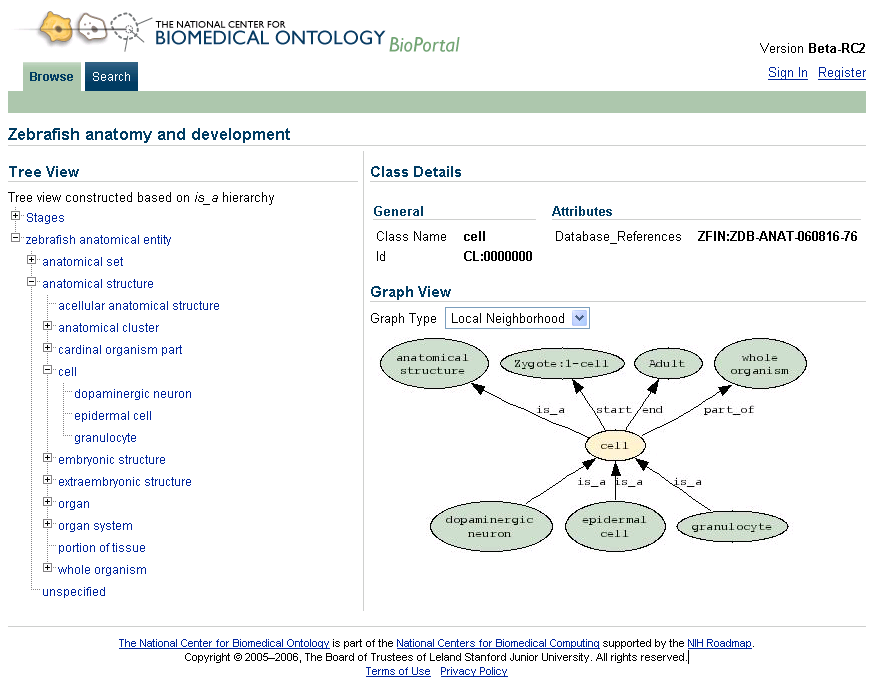 THE NATIONAL CENTER FOR
BIOMEDICAL ONTOLOGY BioPortal
Version Beta-RC2
Browse Search
Sign In Register
Zebrafish anatomy and development
Tree View
Tree view constructed based on is_a hierarchy
Stages
zebrafish anatomical entity
anatomical set
anatomical structure
acellular anatomical structure
anatomical cluster
cardinal organism part
cell
dopaminergic neuron
epidermal cell
granulocyte
embryonic structure
extraembryonic structure
organ
organ system
portion of tissue
whole organism
unspecified
Class Details
General
Class Name cell
Id CL:0000000
Attributes
Database_References ZFIN:ZDB-ANAT-060816-76
Graph View
Graph Type Local Neighborhood
anatomical
structure
Zygote:1-cell
Adult
whole
organism
is_a start end part_of
cell
is_a is_a is_a
dopaminergic
neuron
epidermal
cell
granulocyte
The National Center for Biomedical Ontology is part of the National Centers for Biomedical Computing supported by the NIH Roadmap.
Copyright © 2005–2006, The Board of Trustees of Leland Stanford Junior University. All rights reserved.
Terms of Use Privacy Policy